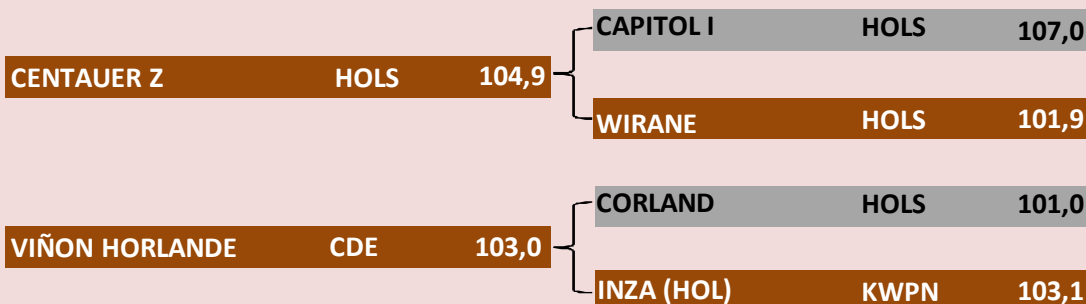 CAPITOL I HOLS 107,0
CENTAUER Z HOLS 104,9
WIRANE HOLS 101,9
CORLAND HOLS 101,0
VIÑON HORLANDE CDE 103,0
INZA (HOL) KWPN 103,1